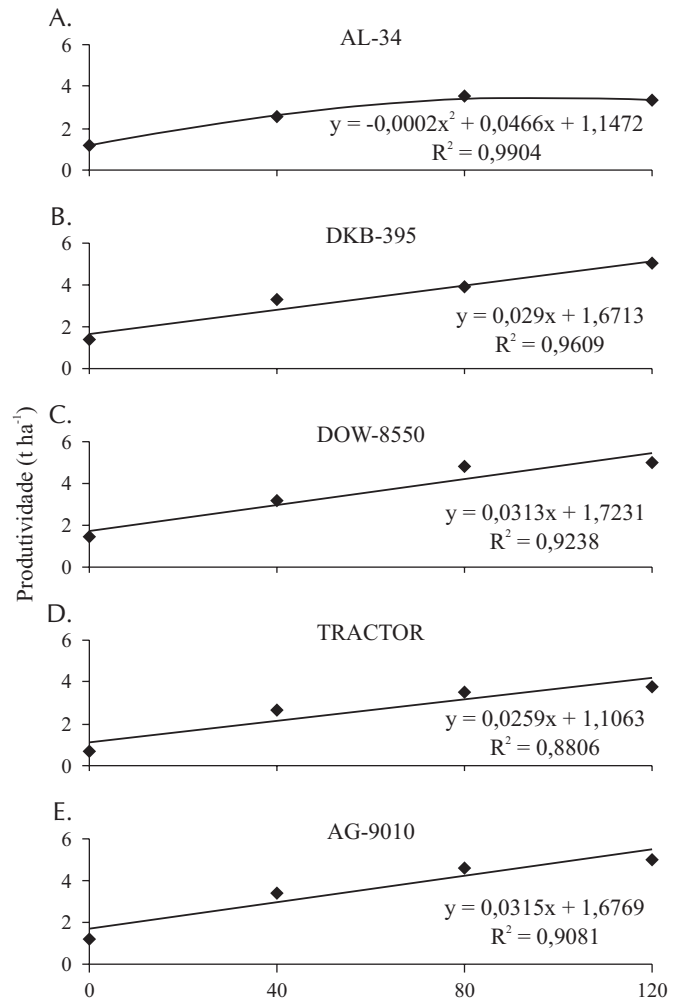 Produtividade (t ha⁻¹)
A.
AL-34
6
4
2
0
y = -0,0002x² + 0,0466x + 1,1472
R² = 0,9904
B.
DKB-395
6
4
2
0
y = 0,029x + 1,6713
R² = 0,9609
C.
DOW-8550
6
4
2
0
y = 0,0313x + 1,7231
R² = 0,9238
D.
TRACTOR
6
4
2
0
y = 0,0259x + 1,1063
R² = 0,8806
E.
AG-9010
6
4
2
0
y = 0,0315x + 1,6769
R² = 0,9081
0 40 80 120